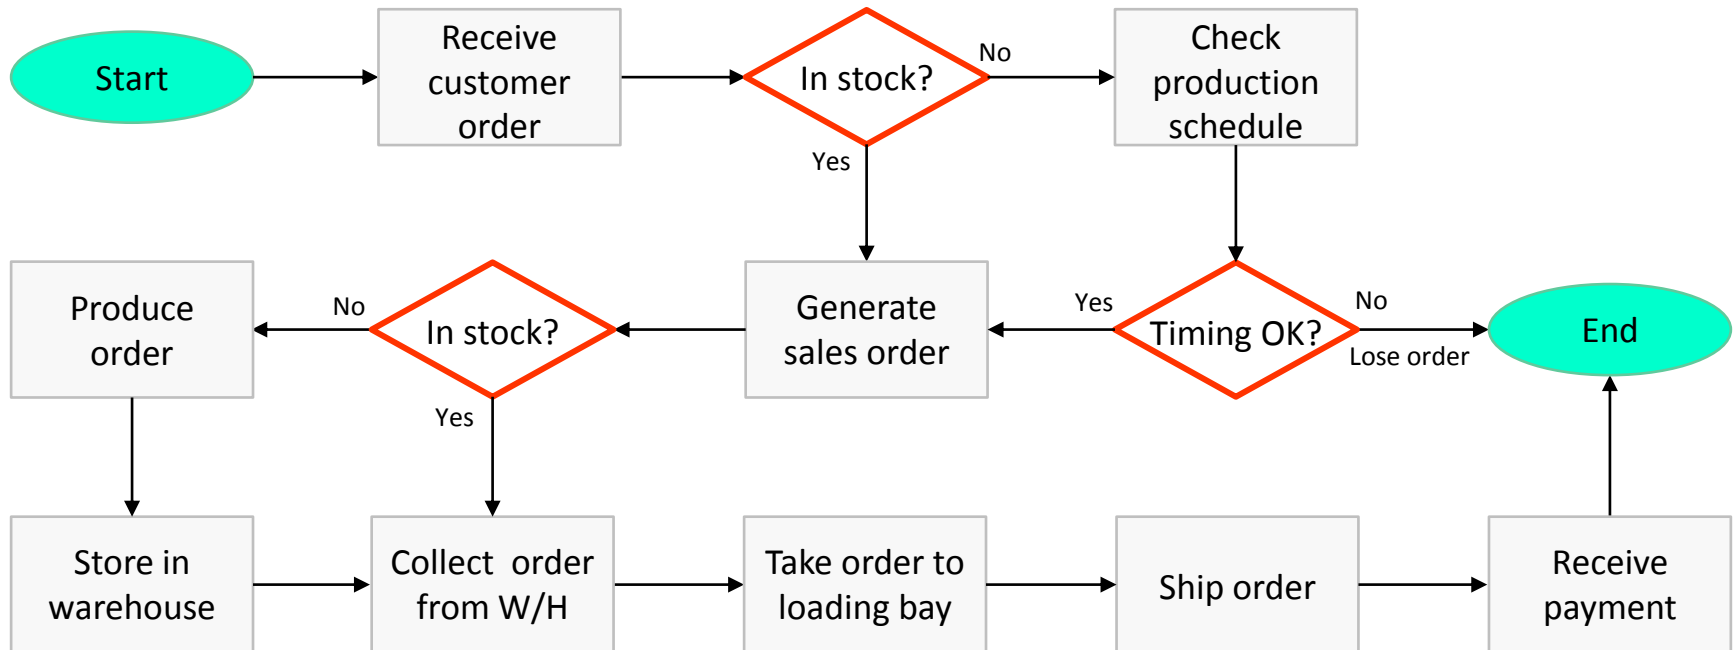 Start
Receive
customer
order
In stock?
No
Check
production
schedule
Yes
Produce
order
No
In stock?
Generate
sales order
Yes
Timing OK?
No
Lose order
End
Yes
Store in
warehouse
Collect order
from W/H
Take order to
loading bay
Ship order
Receive
payment